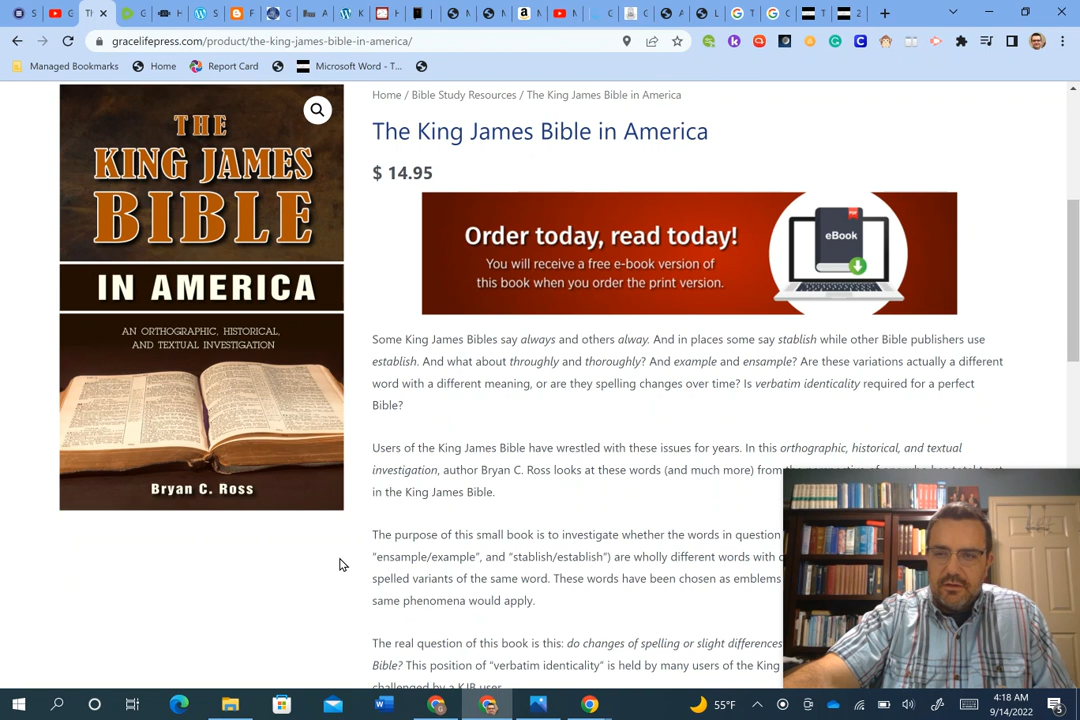 gracelifepress.com/product/the-king-james-bible-in-america/
Managed Bookmarks
Home
Report Card
Microsoft Word - T...
THE
KING JAMES
BIBLE
IN AMERICA
AN ORTHOGRAPHIC, HISTORICAL,
AND TEXTUAL INVESTIGATION
Bryan C. Ross
Home / Bible Study Resources / The King James Bible in America
The King James Bible in America
$ 14.95
Order today, read today!
You will receive a free e-book version of
this book when you order the print version.
PDF
eBook
Some King James Bibles say always and others alway. And in places some say stablish while other Bible publishers use
establish. And what about throughly and thoroughly? And example and ensample? Are these variations actually a different
word with a different meaning, or are they spelling changes over time? Is verbatim identicality required for a perfect
Bible?
Users of the King James Bible have wrestled with these issues for years. In this orthographic, historical, and textual
investigation, author Bryan C. Ross looks at these words (and much more) from
in the King James Bible.
The purpose of this small book is to investigate whether the words in question
"ensample/example", and "stablish/establish") are wholly different words with
spelled variants of the same word. These words have been chosen as emblems
same phenomena would apply.
The real question of this book is this: do changes of spelling or slight differences
Bible? This position of "verbatim identicality" is held by many users of the King
challenged by a KJB user.
55°F
4:18 AM
9/14/2022
5